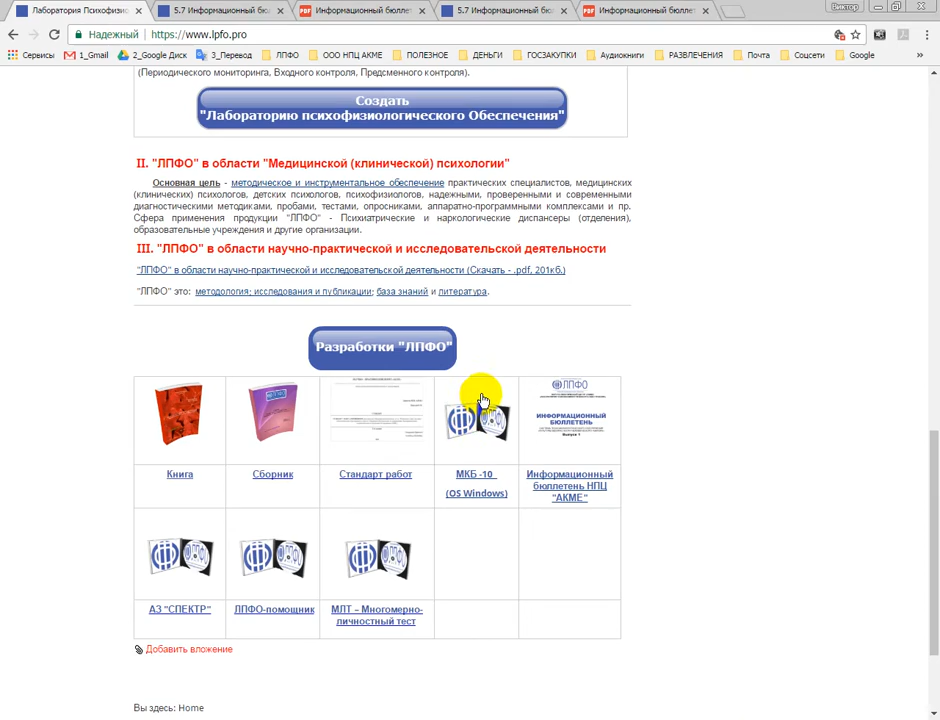 Лаборатория Психофизио
5.7 Информационный бюл
Информационный бюллет
5.7 Информационный бюл
Информационный бюллет
Виктор
Надежный
https://www.lpfo.pro
Сервисы
1_Gmail
2_Google Диск
3_Перевод
ЛПФО
ООО НПЦ АКМЕ
ПОЛЕЗНОЕ
ДЕНЬГИ
ГОСЗАКУПКИ
Аудиокниги
РАЗВЛЕЧЕНИЯ
Почта
Соцсети
Google
(Периодического мониторинга, Входного контроля, Предсменного контроля).
Создать
"Лабораторию психофизиологического Обеспечения"
II. "ЛПФО" в области "Медицинской (клинической) психологии"
Основная цель - методическое и инструментальное обеспечение практических специалистов, медицинских
(клинических) психологов, детских психологов, психофизиологов, надежными, проверенными и современными
диагностическими методиками, пробами, тестами, опросниками, аппаратно-программными комплексами и пр.
Сфера применения продукции "ЛПФО" - Психиатрические и наркологические диспансеры (отделения),
образовательные учреждения и другие организации.
III. "ЛПФО" в области научно-практической и исследовательской деятельности
"ЛПФО" в области научно-практической и исследовательской деятельности (Скачать - .pdf, 201кб.)
"ЛПФО" это: методология; исследования и публикации; база знаний и литература.
Разработки "ЛПФО"
ЛПФО
ИНФОРМАЦИОННЫЙ
БЮЛЛЕТЕНЬ
Выпуск 1
Книга
Сборник
Стандарт работ
МКБ -10
(OS Windows)
Информационный
бюллетень НПЦ
"АКМЕ"
АЗ "СПЕКТР"
ЛПФО-помощник
МЛТ – Многомерно-
личностный тест
Добавить вложение
Вы здесь: Home